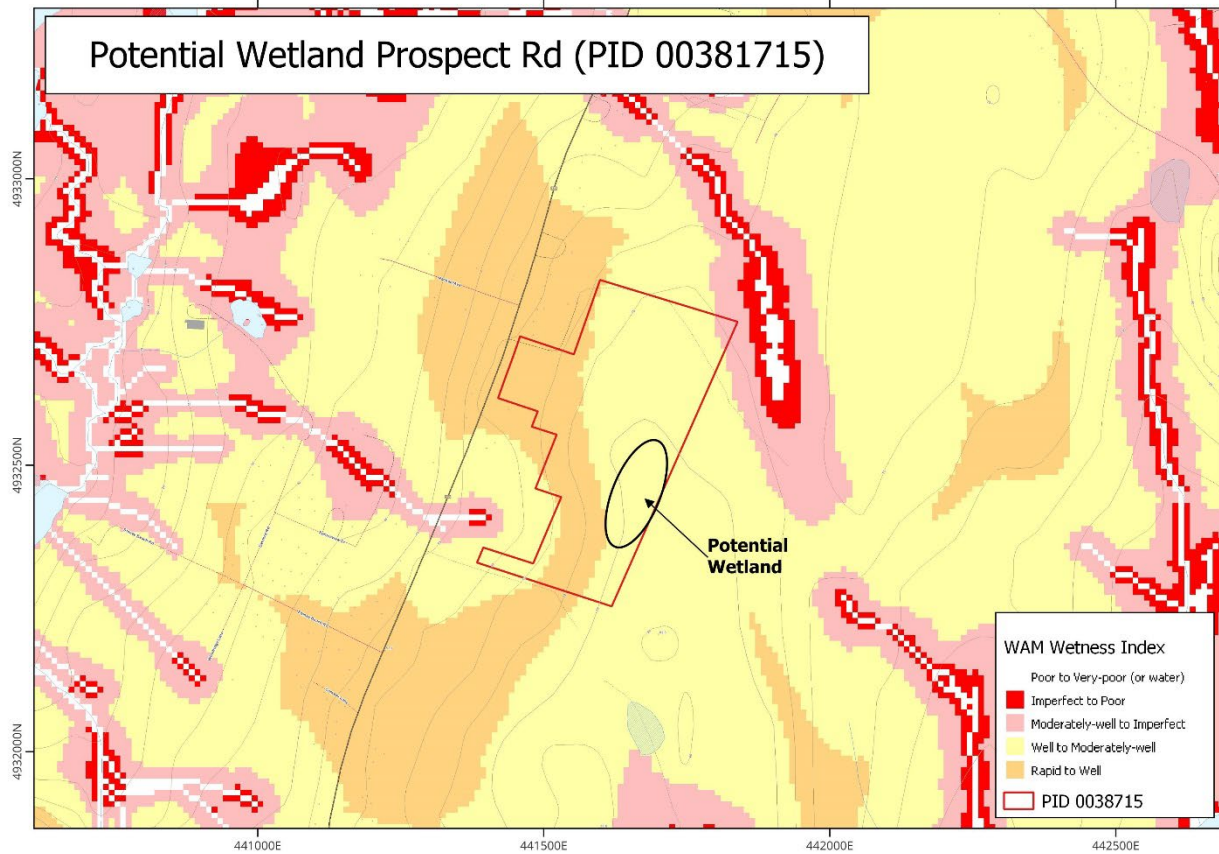 Potential Wetland Prospect Rd (PID 00381715)
4933000N
4932500N
4932000N
Potential
Wetland
WAM Wetness Index
Poor to Very-poor (or water)
Imperfect to Poor
Moderately-well to Imperfect
Well to Moderately-well
Rapid to Well
PID 0038715
441000E
441500E
442000E
442500E